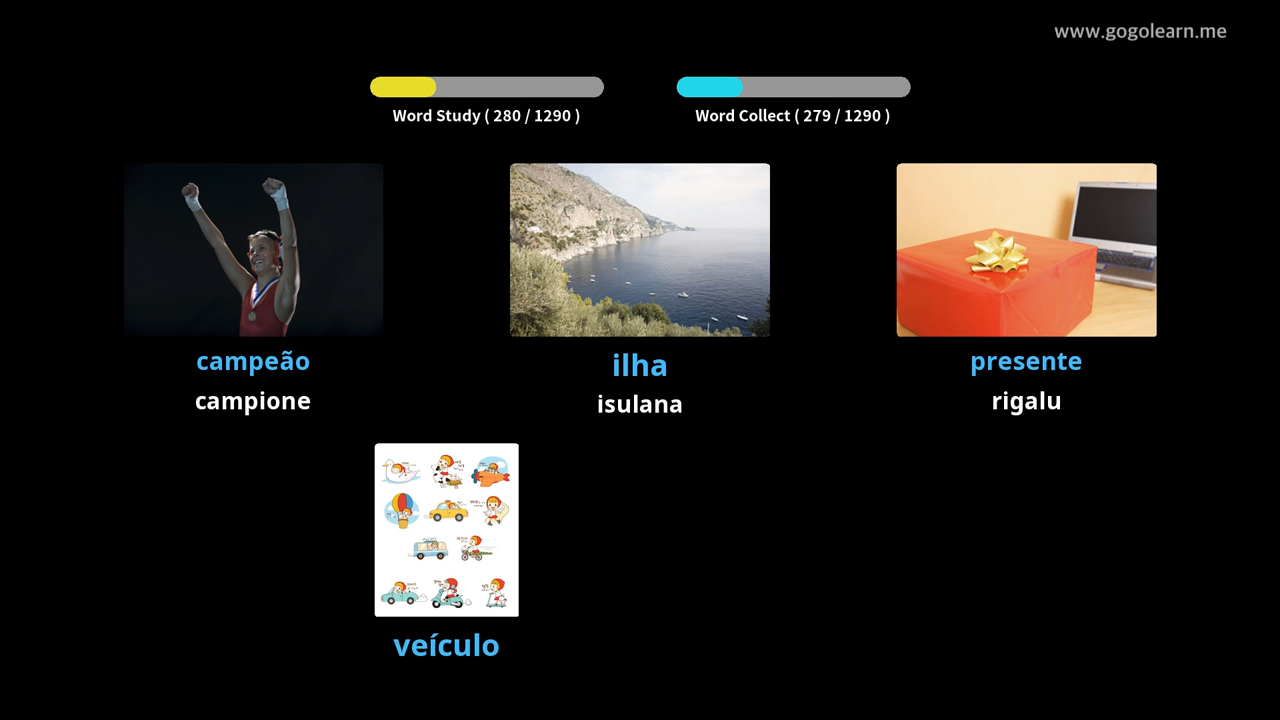 www.gogolearn.me
Word Study ( 280 / 1290 )
Word Collect ( 279 / 1290 )
campeão
campione
ilha
isulana
presente
rigalu
veículo